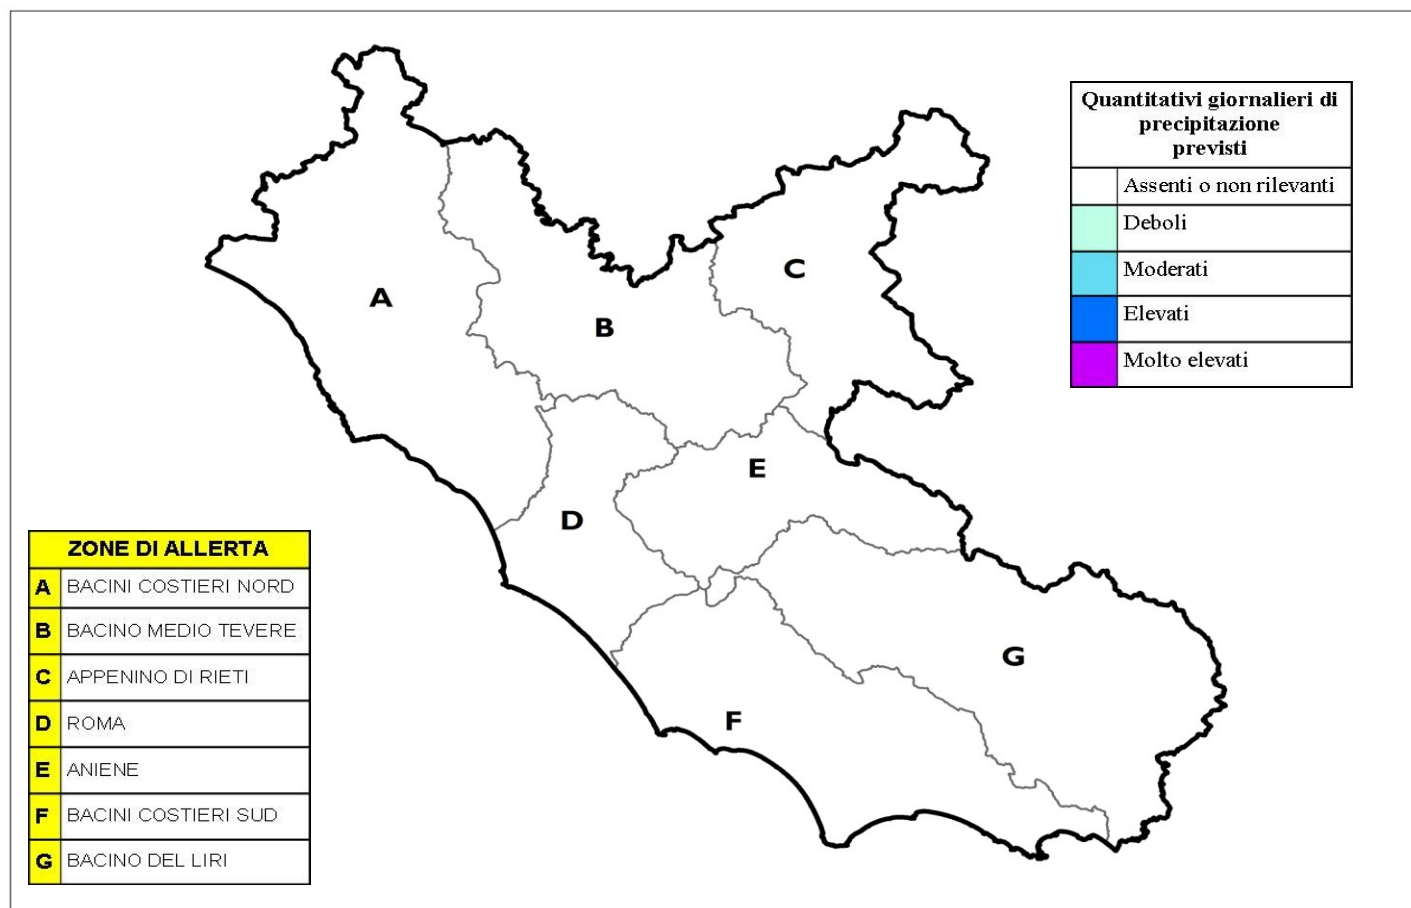 Quantitativi giornalieri di
precipitazione
previsti
Assenti o non rilevanti
Deboli
Moderati
Elevati
Molto elevati
A
B
C
E
D
G
F
ZONE DI ALLERTA
A BACINI COSTIERI NORD
B BACINO MEDIO TEVERE
C APPENINO DI RIETI
D ROMA
E ANIENE
F BACINI COSTIERI SUD
G BACINO DEL LIRI